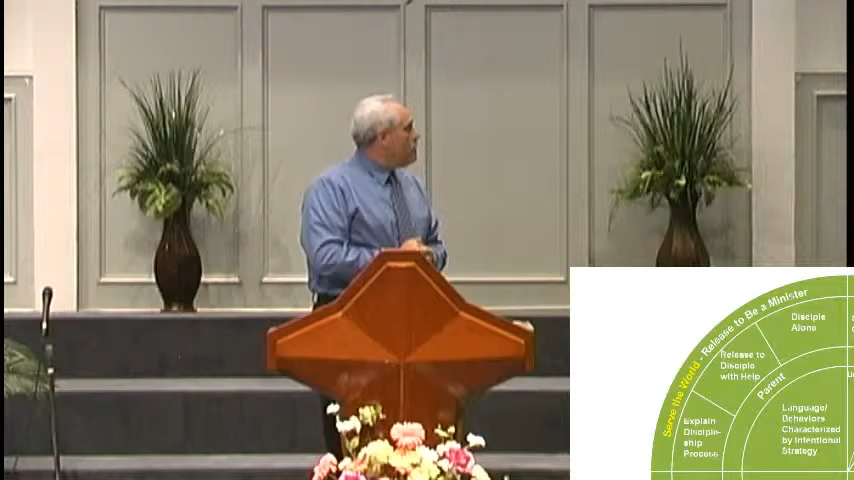 Serve the World - Release to Be a Minister
Disciple
Alone
Release to
Disciple
with Help
Parent
Explain
Disciple-
ship
Process
Language/
Behaviors
Characterized
by Intentional
Strategy